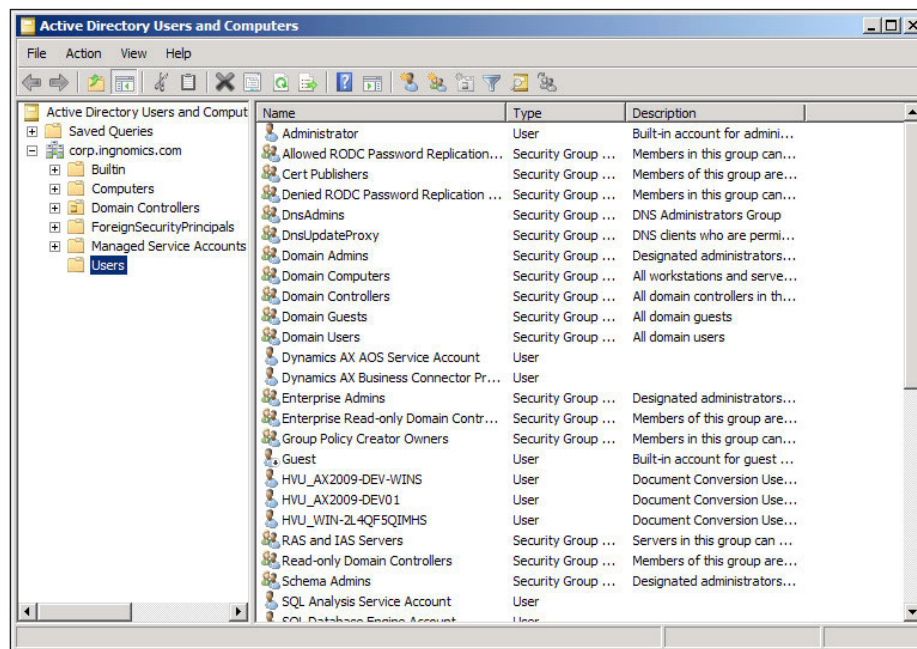 Active Directory Users and Computers
File Action View Help
Active Directory Users and Comput
Saved Queries
corp.ingnomics.com
Builtin
Computers
Domain Controllers
ForeignSecurityPrincipals
Managed Service Accounts
Users
Name Type Description
Administrator User Built-in account for admini...
Allowed RODC Password Replication... Security Group ... Members in this group can...
Cert Publishers Security Group ... Members of this group are...
Denied RODC Password Replication ... Security Group ... Members in this group can...
DnsAdmins Security Group ... DNS Administrators Group
DnsUpdateProxy Security Group ... DNS clients who are permi...
Domain Admins Security Group ... Designated administrators...
Domain Computers Security Group ... All workstations and serve...
Domain Controllers Security Group ... All domain controllers in th...
Domain Guests Security Group ... All domain guests
Domain Users Security Group ... All domain users
Dynamics AX AOS Service Account User
Dynamics AX Business Connector Pr... User
Enterprise Admins Security Group ... Designated administrators...
Enterprise Read-only Domain Contr... Security Group ... Members of this group are...
Group Policy Creator Owners Security Group ... Members in this group can...
Guest User Built-in account for guest ...
HVU_AX2009-DEV-WINS User Document Conversion Use...
HVU_AX2009-DEV01 User Document Conversion Use...
HVU_WIN-2L4QF5QIMHS User Document Conversion Use...
RAS and IAS Servers Security Group ... Servers in this group can ...
Read-only Domain Controllers Security Group ... Members of this group are...
Schema Admins Security Group ... Designated administrators...
SQL Analysis Service Account User
SQL Database Engine Account User